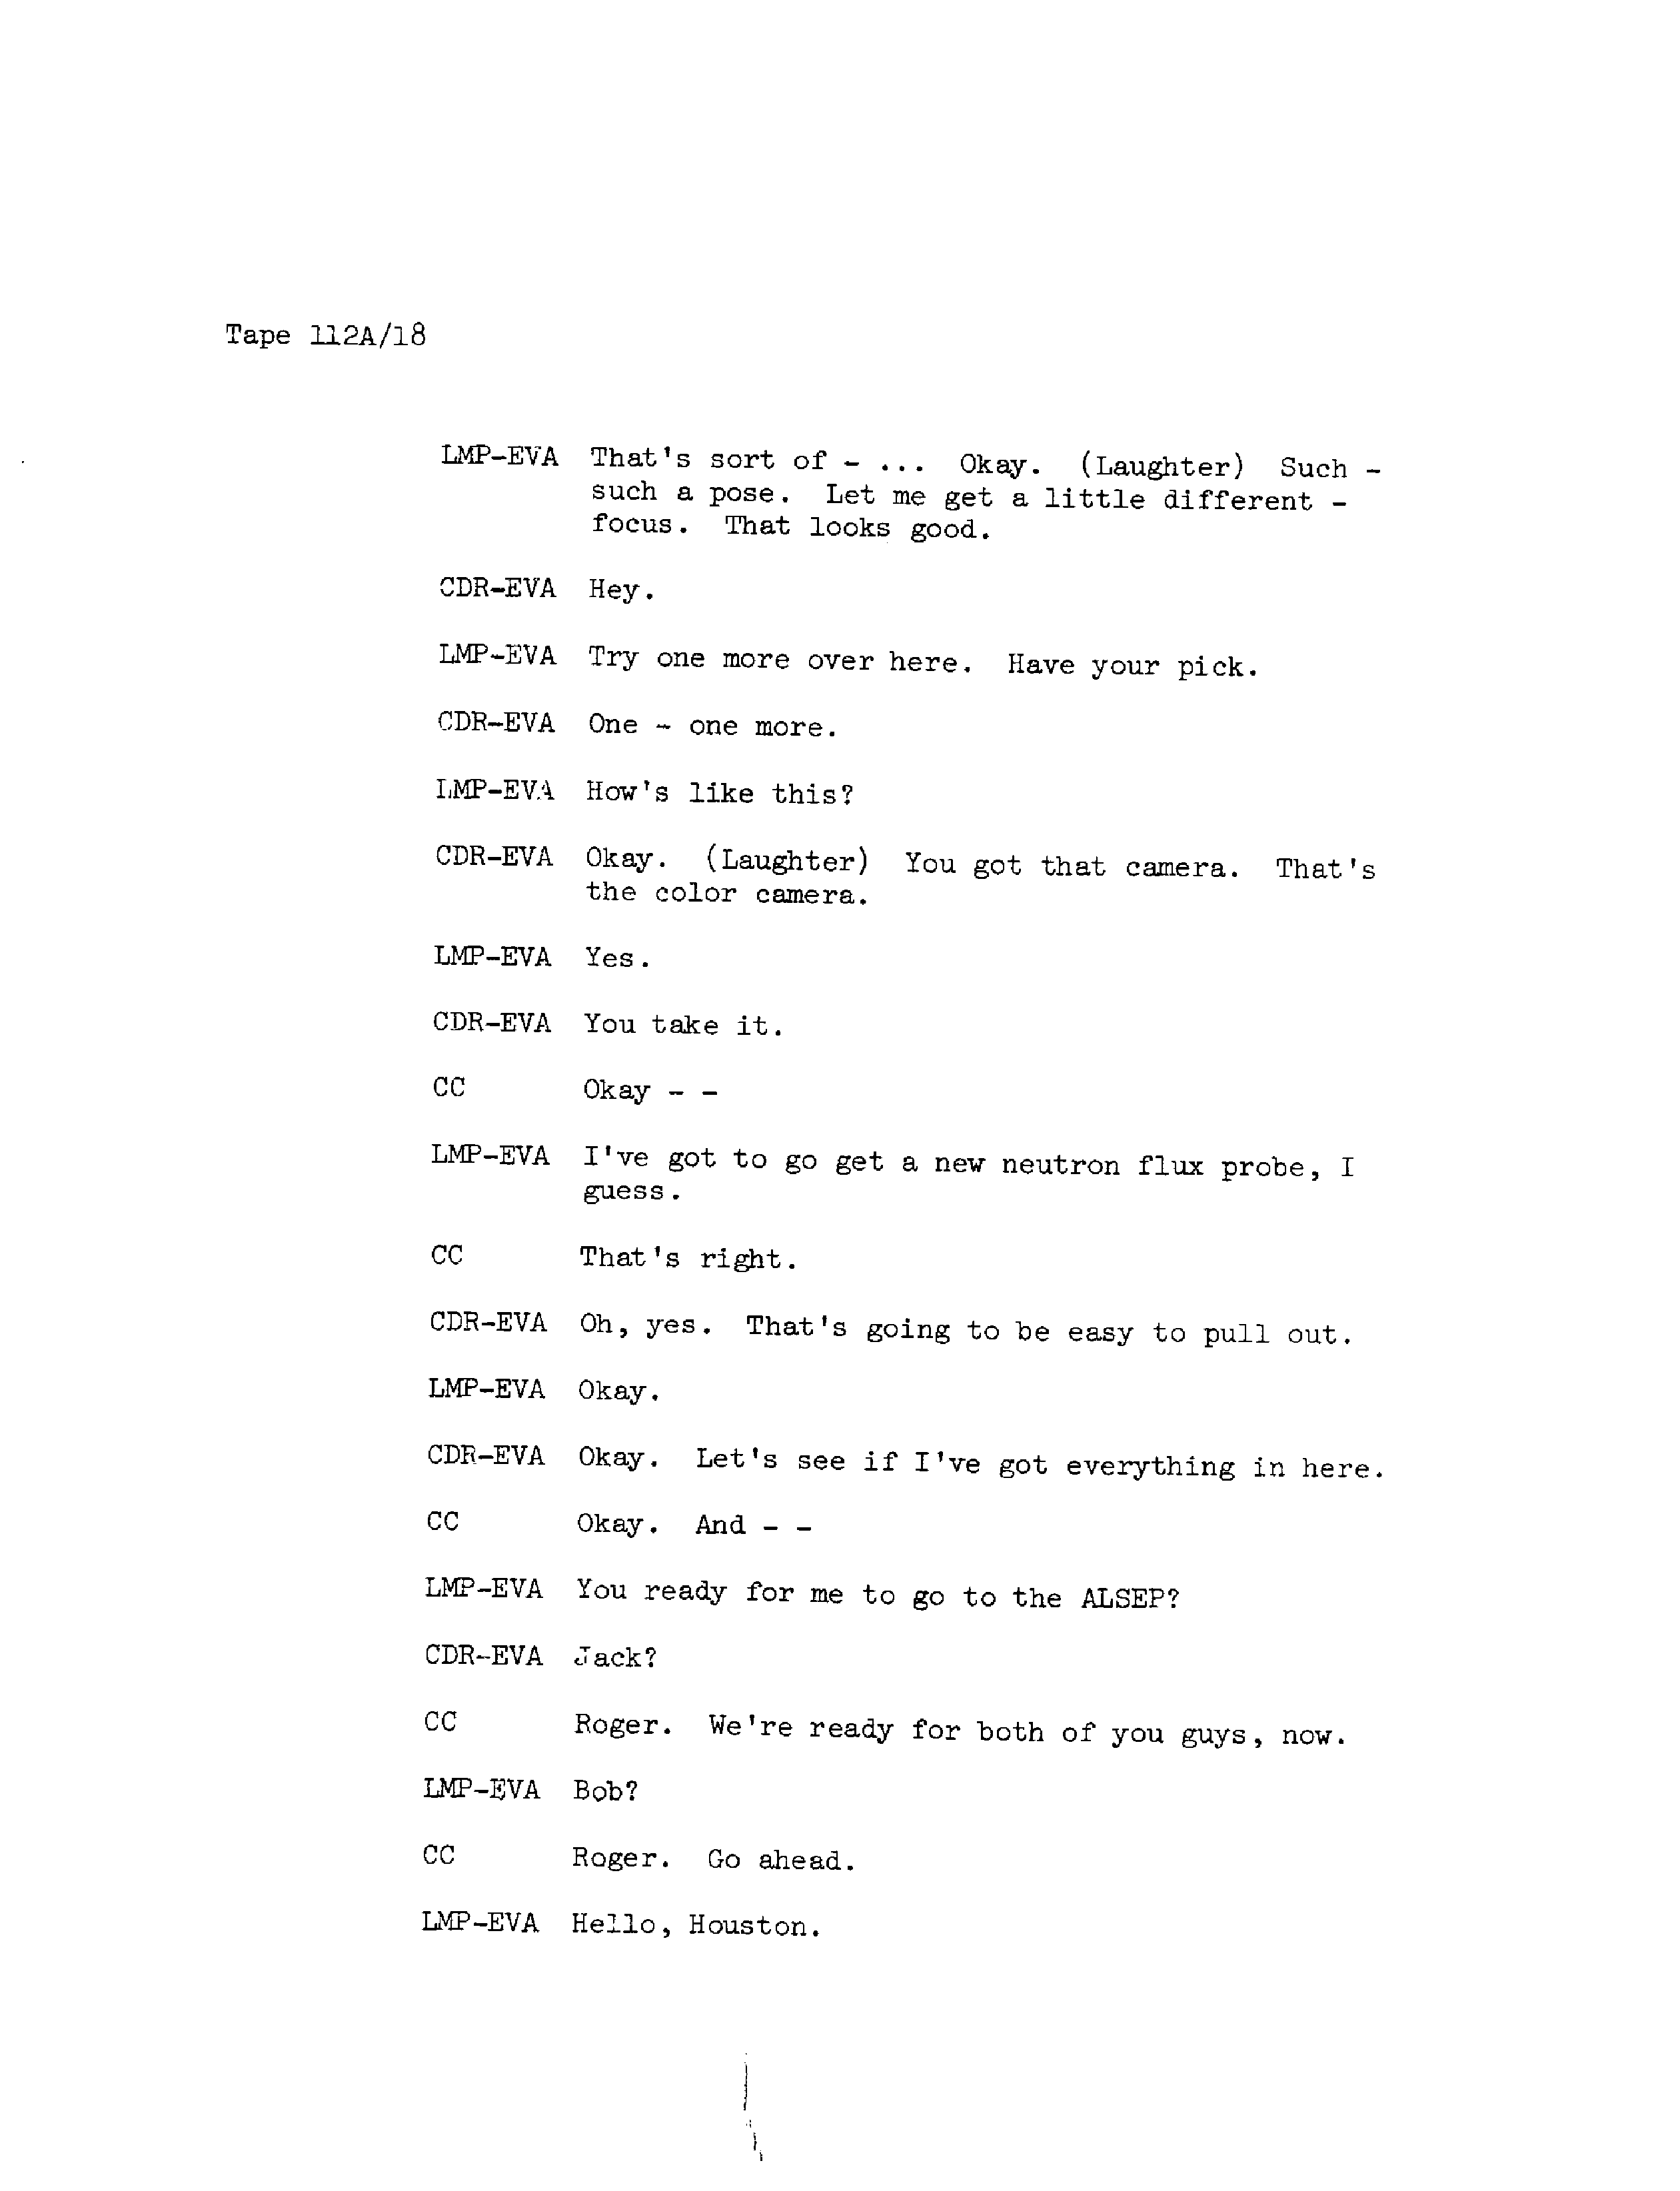 Tape 112A/18
LMP-EVA That's sort of - ... Okay. (Laughter) Such -
such a pose. Let me get a little different -
focus. That looks good.
CDR-EVA Hey.
LMP-EVA Try one more over here. Have your pick.
CDR-EVA One - one more.
LMP-EVA How's like this?
CDR-EVA Okay. (Laughter) You got that camera. That's
the color camera.
LMP-EVA Yes.
CDR-EVA You take it.
CC Okay - -
LMP-EVA I've got to go get a new neutron flux probe, I
guess.
CC That's right.
CDR-EVA Oh, yes. That's going to be easy to pull out.
LMP-EVA Okay.
CDR-EVA Okay. Let's see if I've got everything in here.
CC Okay. And - -
LMP-EVA You ready for me to go to the ALSEP?
CDR-EVA Jack?
CC Roger. We're ready for both of you guys, now.
LMP-EVA Bob?
CC Roger. Go ahead.
LMP-EVA Hello, Houston.